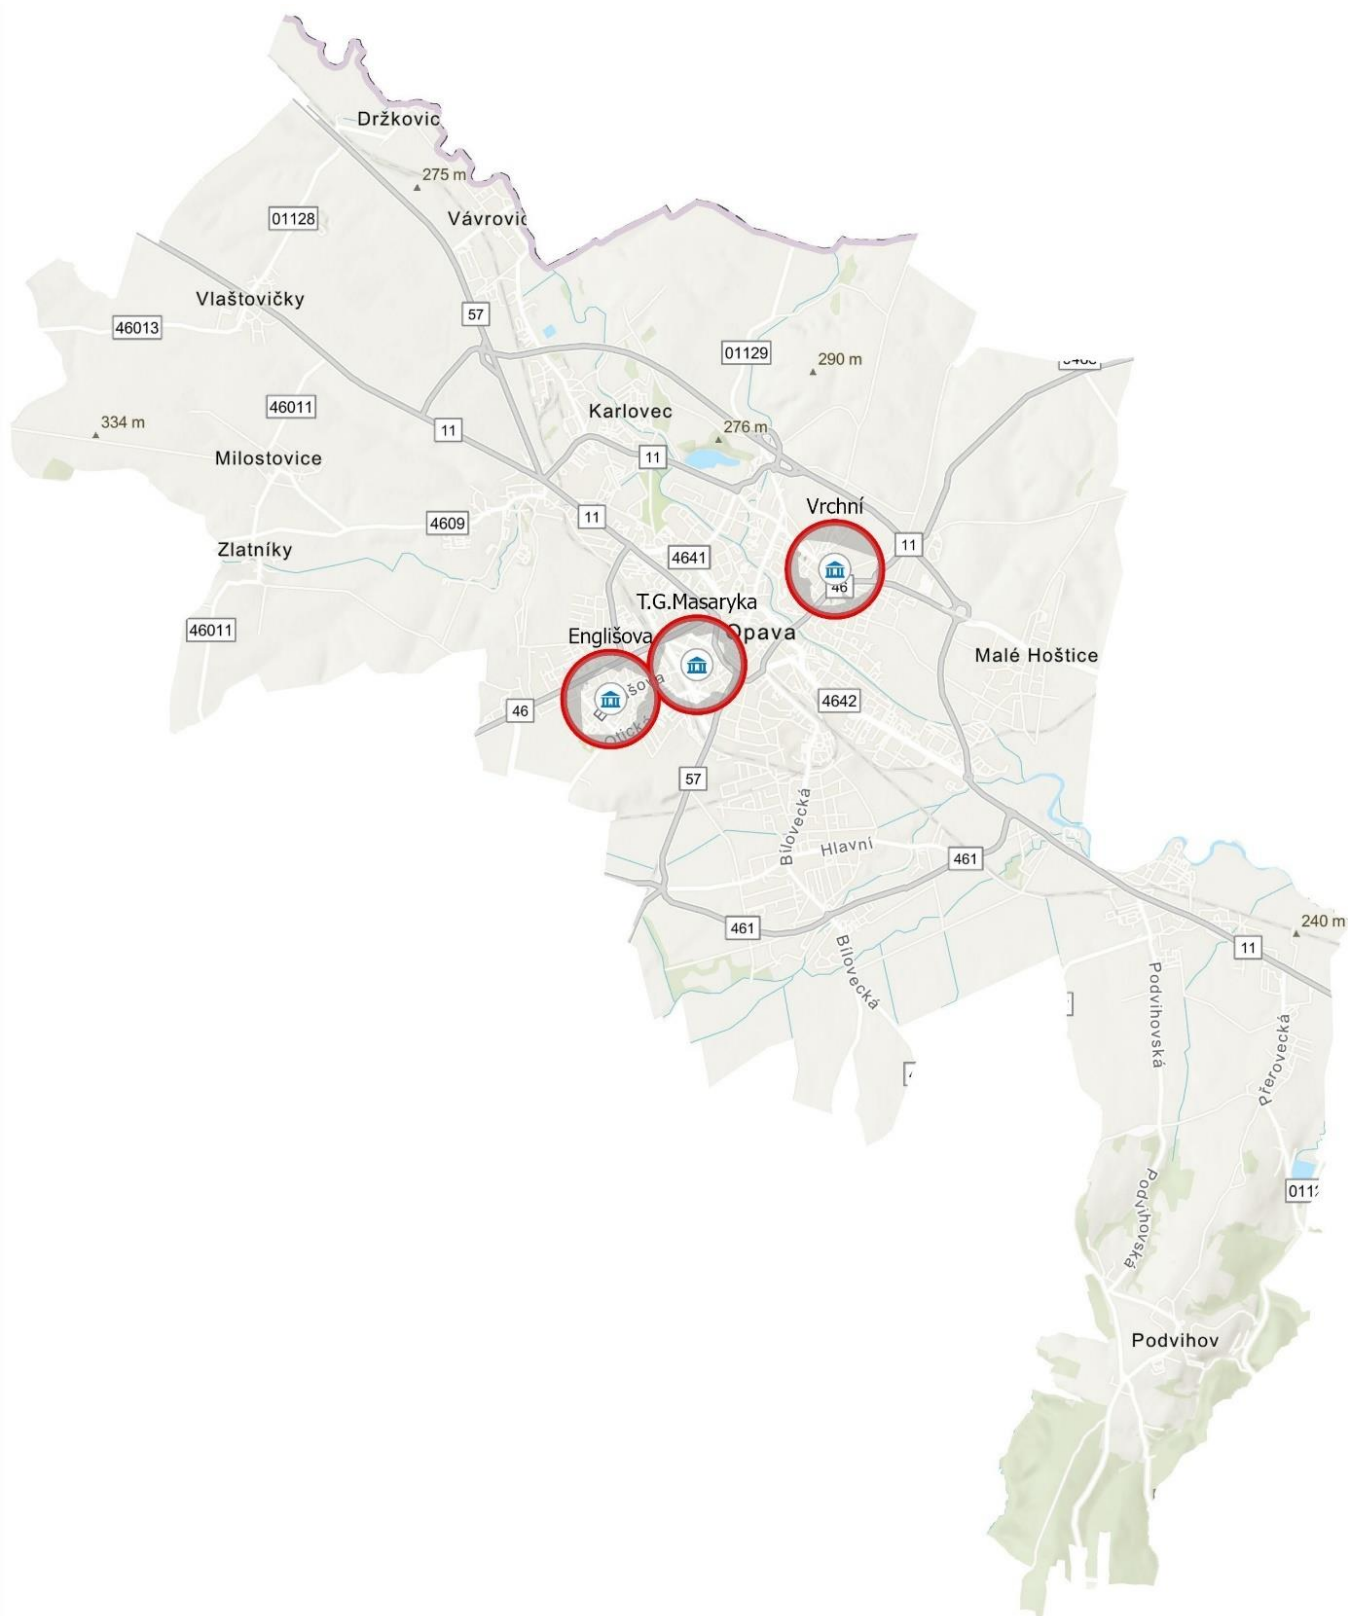 Držkovic
275 m
01128
Vávrovic
Vlaštovičky
57
46013
01129
290 m
46011
Karlovec
334 m
11
276 m
Milostovice
11
Vrchní
11
4609
11
Zlatníky
4641
46
T.G.Masaryka
46011
Englišova
Opava
Malé Hoštice
46
4642
Otická
57
Bílovecká
Hlavní
461
461
240 m
11
Bílovecká
Podvihovská
Přerovecká
Podvihovská
Podvihov